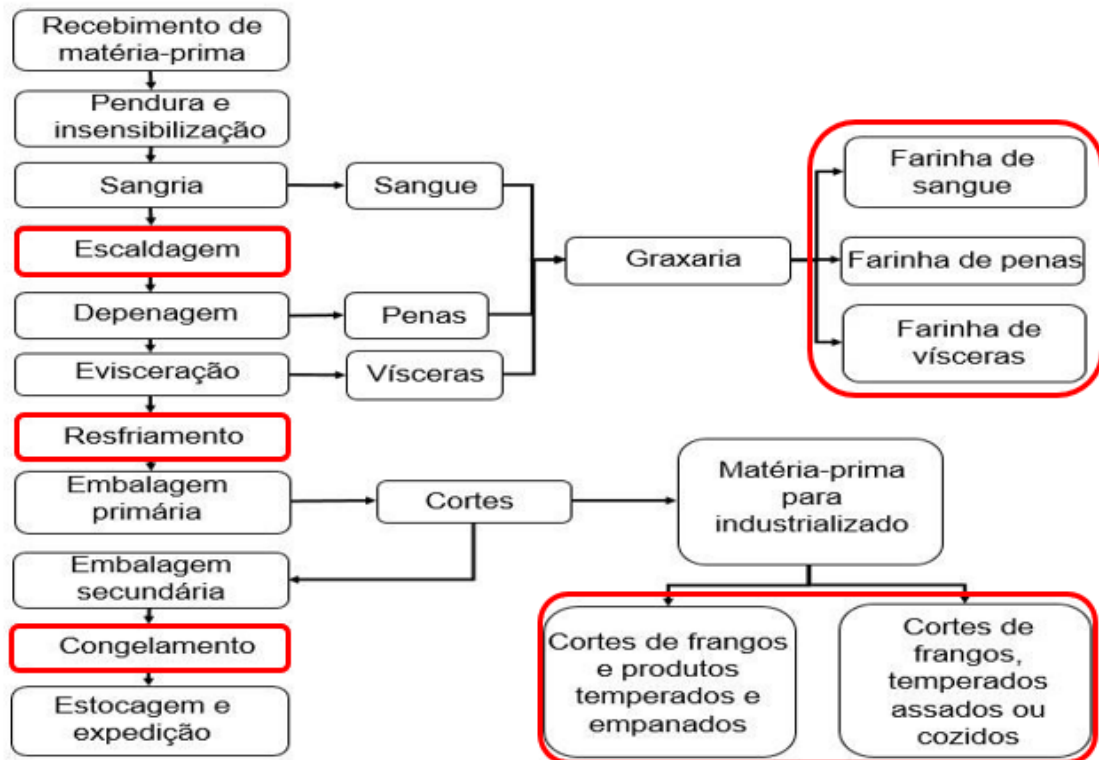 Recebimento de
matéria-prima
Pendura e
insensibilização
Sangria
Sangue
Escaldagem
Depenagem
Penas
Evisceração
Vísceras
Graxaria
Farinha de
sangue
Farinha de penas
Farinha de
vísceras
Resfriamento
Embalagem
primária
Cortes
Matéria-prima
para
industrializado
Embalagem
secundária
Congelamento
Estocagem e
expedição
Cortes de frangos
e produtos
temperados e
empanados
Cortes de
frangos,
temperados
assados ou
cozidos